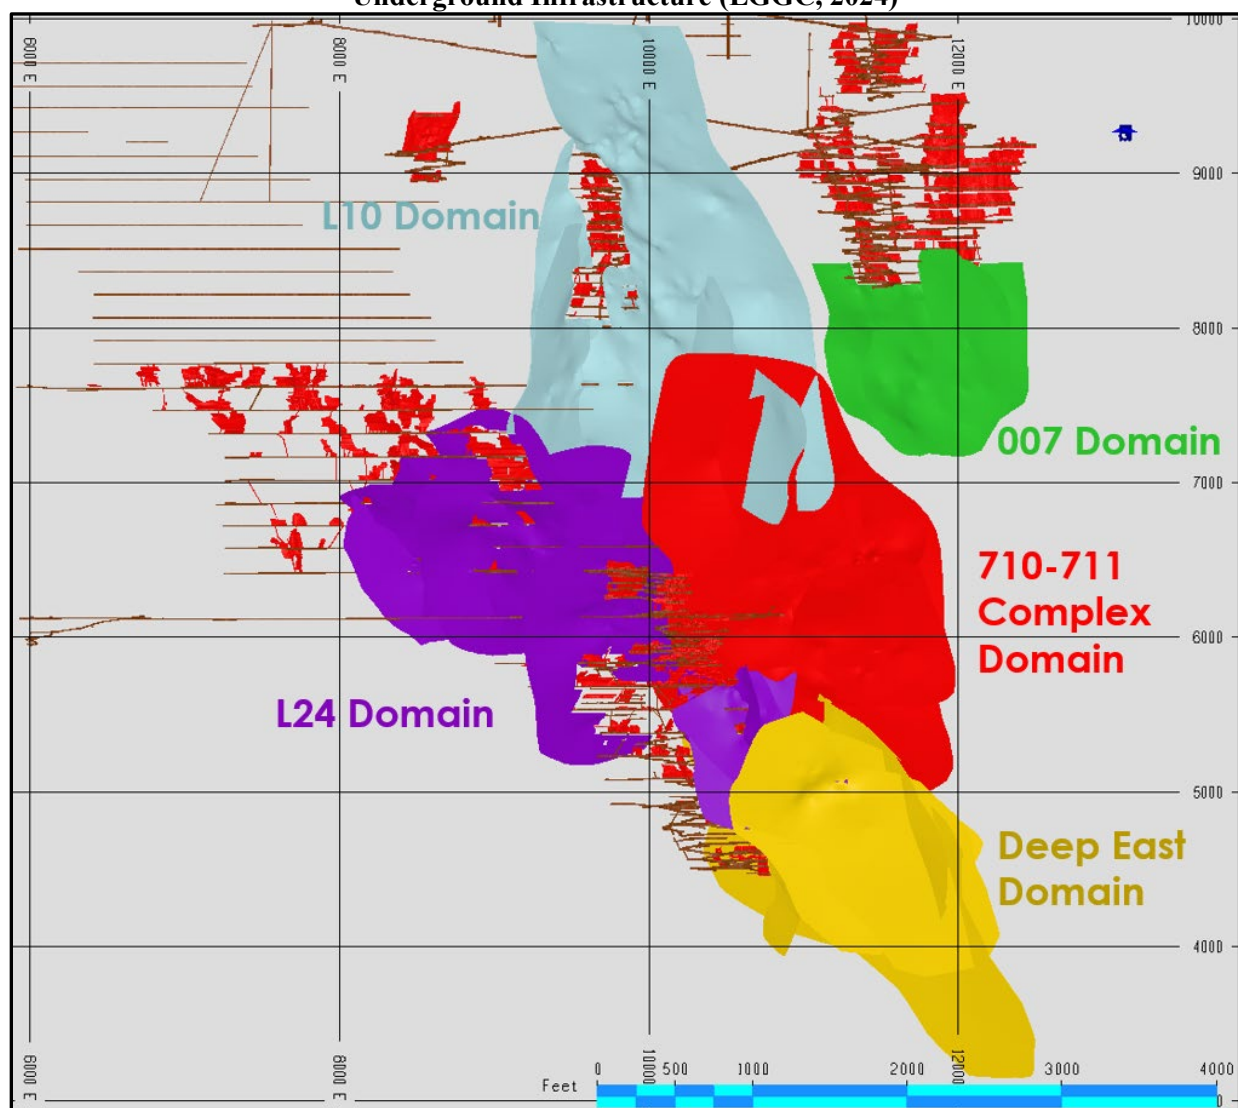 Underground Infrastructure (LGGC, 2024)
6000 E
8000 E
10000 E
12000 E
10000
9000
L10 Domain
8000
007 Domain
7000
710-711
Complex
Domain
6000
L24 Domain
5000
Deep East
Domain
4000
6000 E
8000 E
10000
12000
Feet 0 500 1000 2000 3000 4000